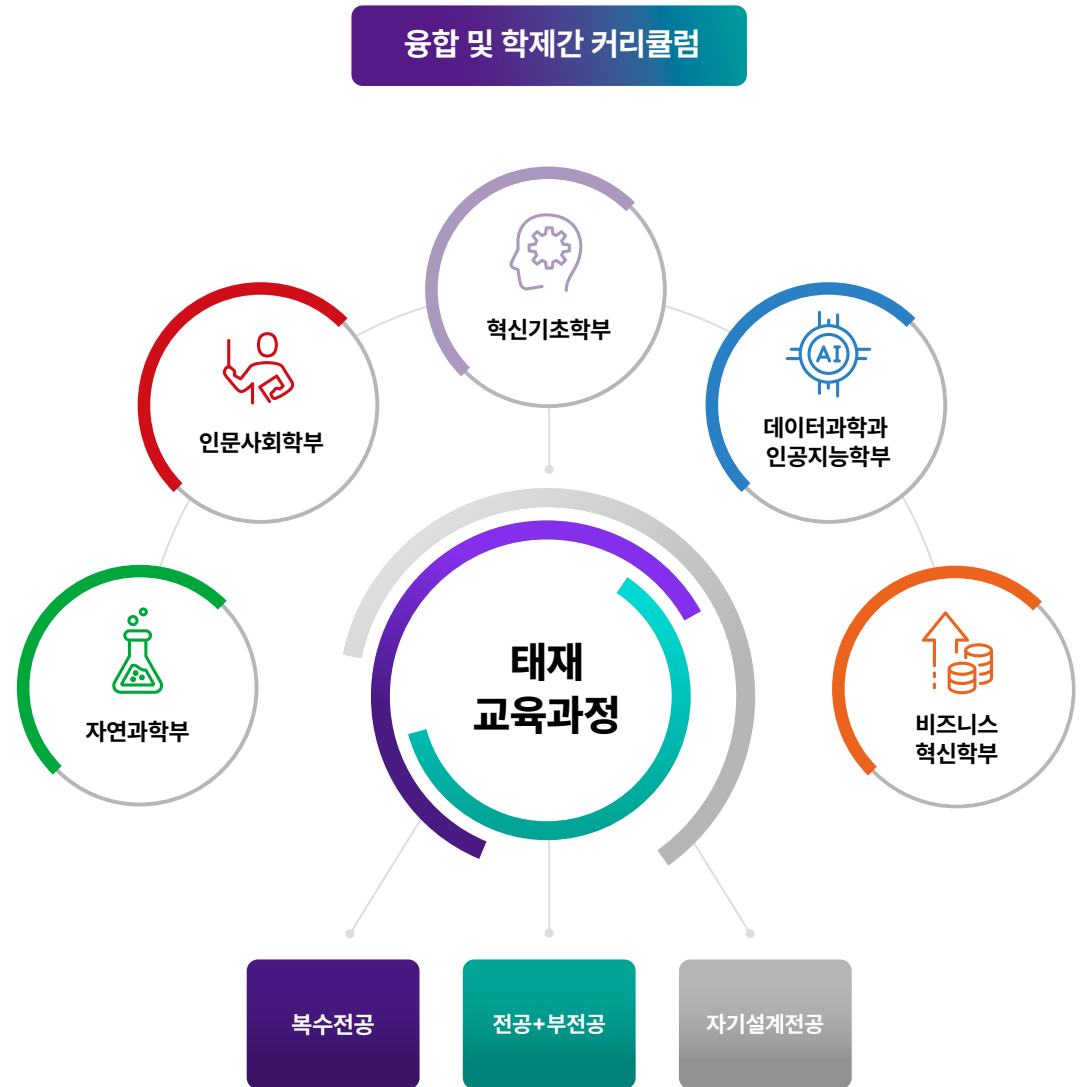 융합 및 학제간 커리큘럼
혁신기초학부
인문사회학부
AI
데이터과학과
인공지능학부
자연과학부
태재
교육과정
비즈니스
혁신학부
복수전공
전공+부전공
자기설계전공